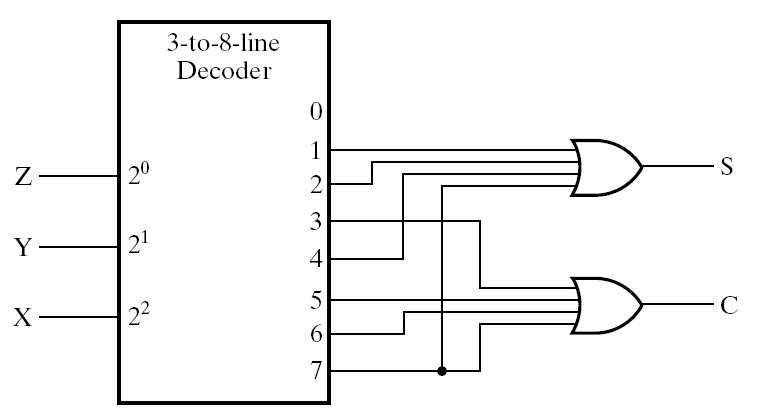 3-to-8-line
Decoder
0
1
S
Z
2⁰
2
3
Y
2¹
4
5
C
X
2²
6
7